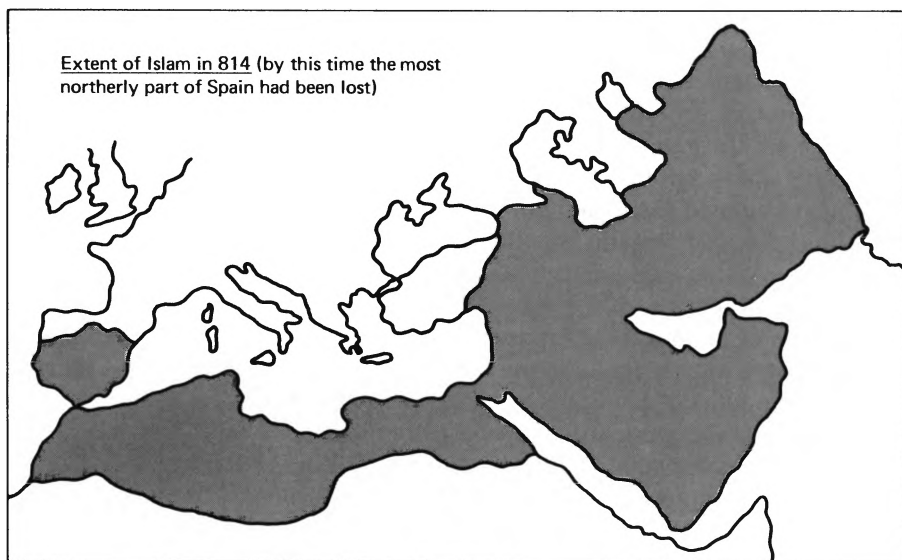 Extent of Islam in 814 (by this time the most
northerly part of Spain had been lost)